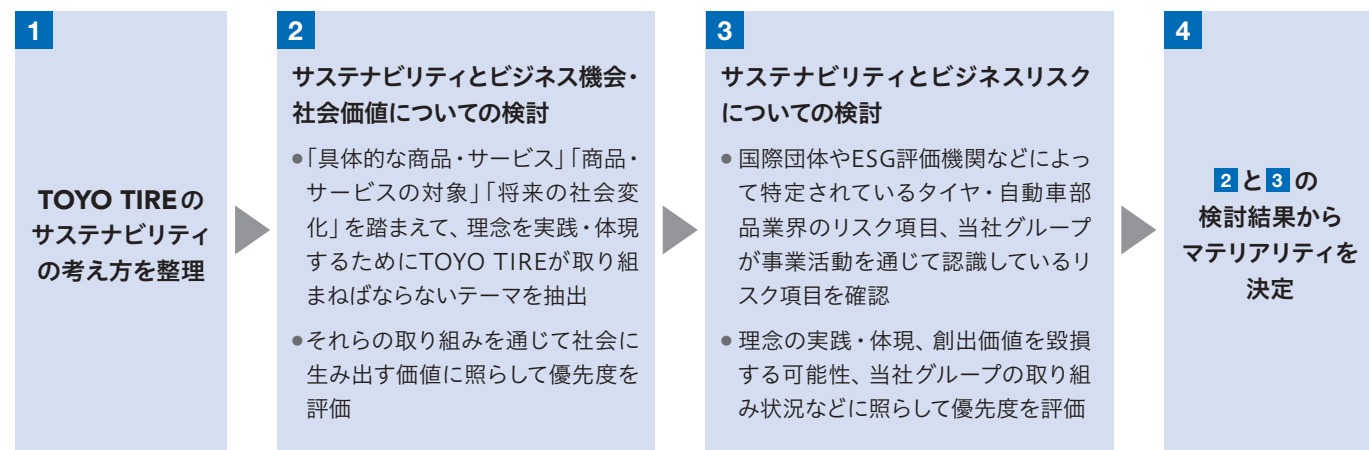 1
TOYO TIREの
サステナビリティ
の考え方を整理
2
サステナビリティとビジネス機会・
社会価値についての検討
●「具体的な商品・サービス」「商品・
サービスの対象」「将来の社会変
化」を踏まえて、理念を実践・体現
するためにTOYO TIREが取り組
まねばならないテーマを抽出
●それらの取り組みを通じて社会に
生み出す価値に照らして優先度を
評価
3
サステナビリティとビジネスリスク
についての検討
● 国際団体やESG評価機関などによっ
て特定されているタイヤ・自動車部
品業界のリスク項目、当社グループ
が事業活動を通じて認識しているリ
スク項目を確認
● 理念の実践・体現、創出価値を毀損
する可能性、当社グループの取り組
み状況などに照らして優先度を評価
4
2 と 3 の
検討結果から
マテリアリティを
決定